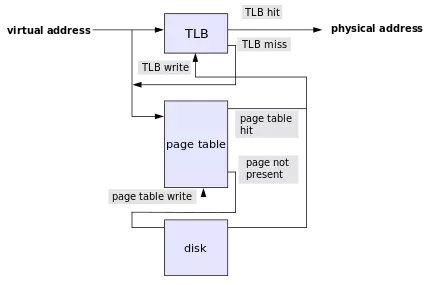 TLB hit
virtual address
TLB
physical address
TLB miss
TLB write
page table
hit
page table
page not
present
page table write
disk